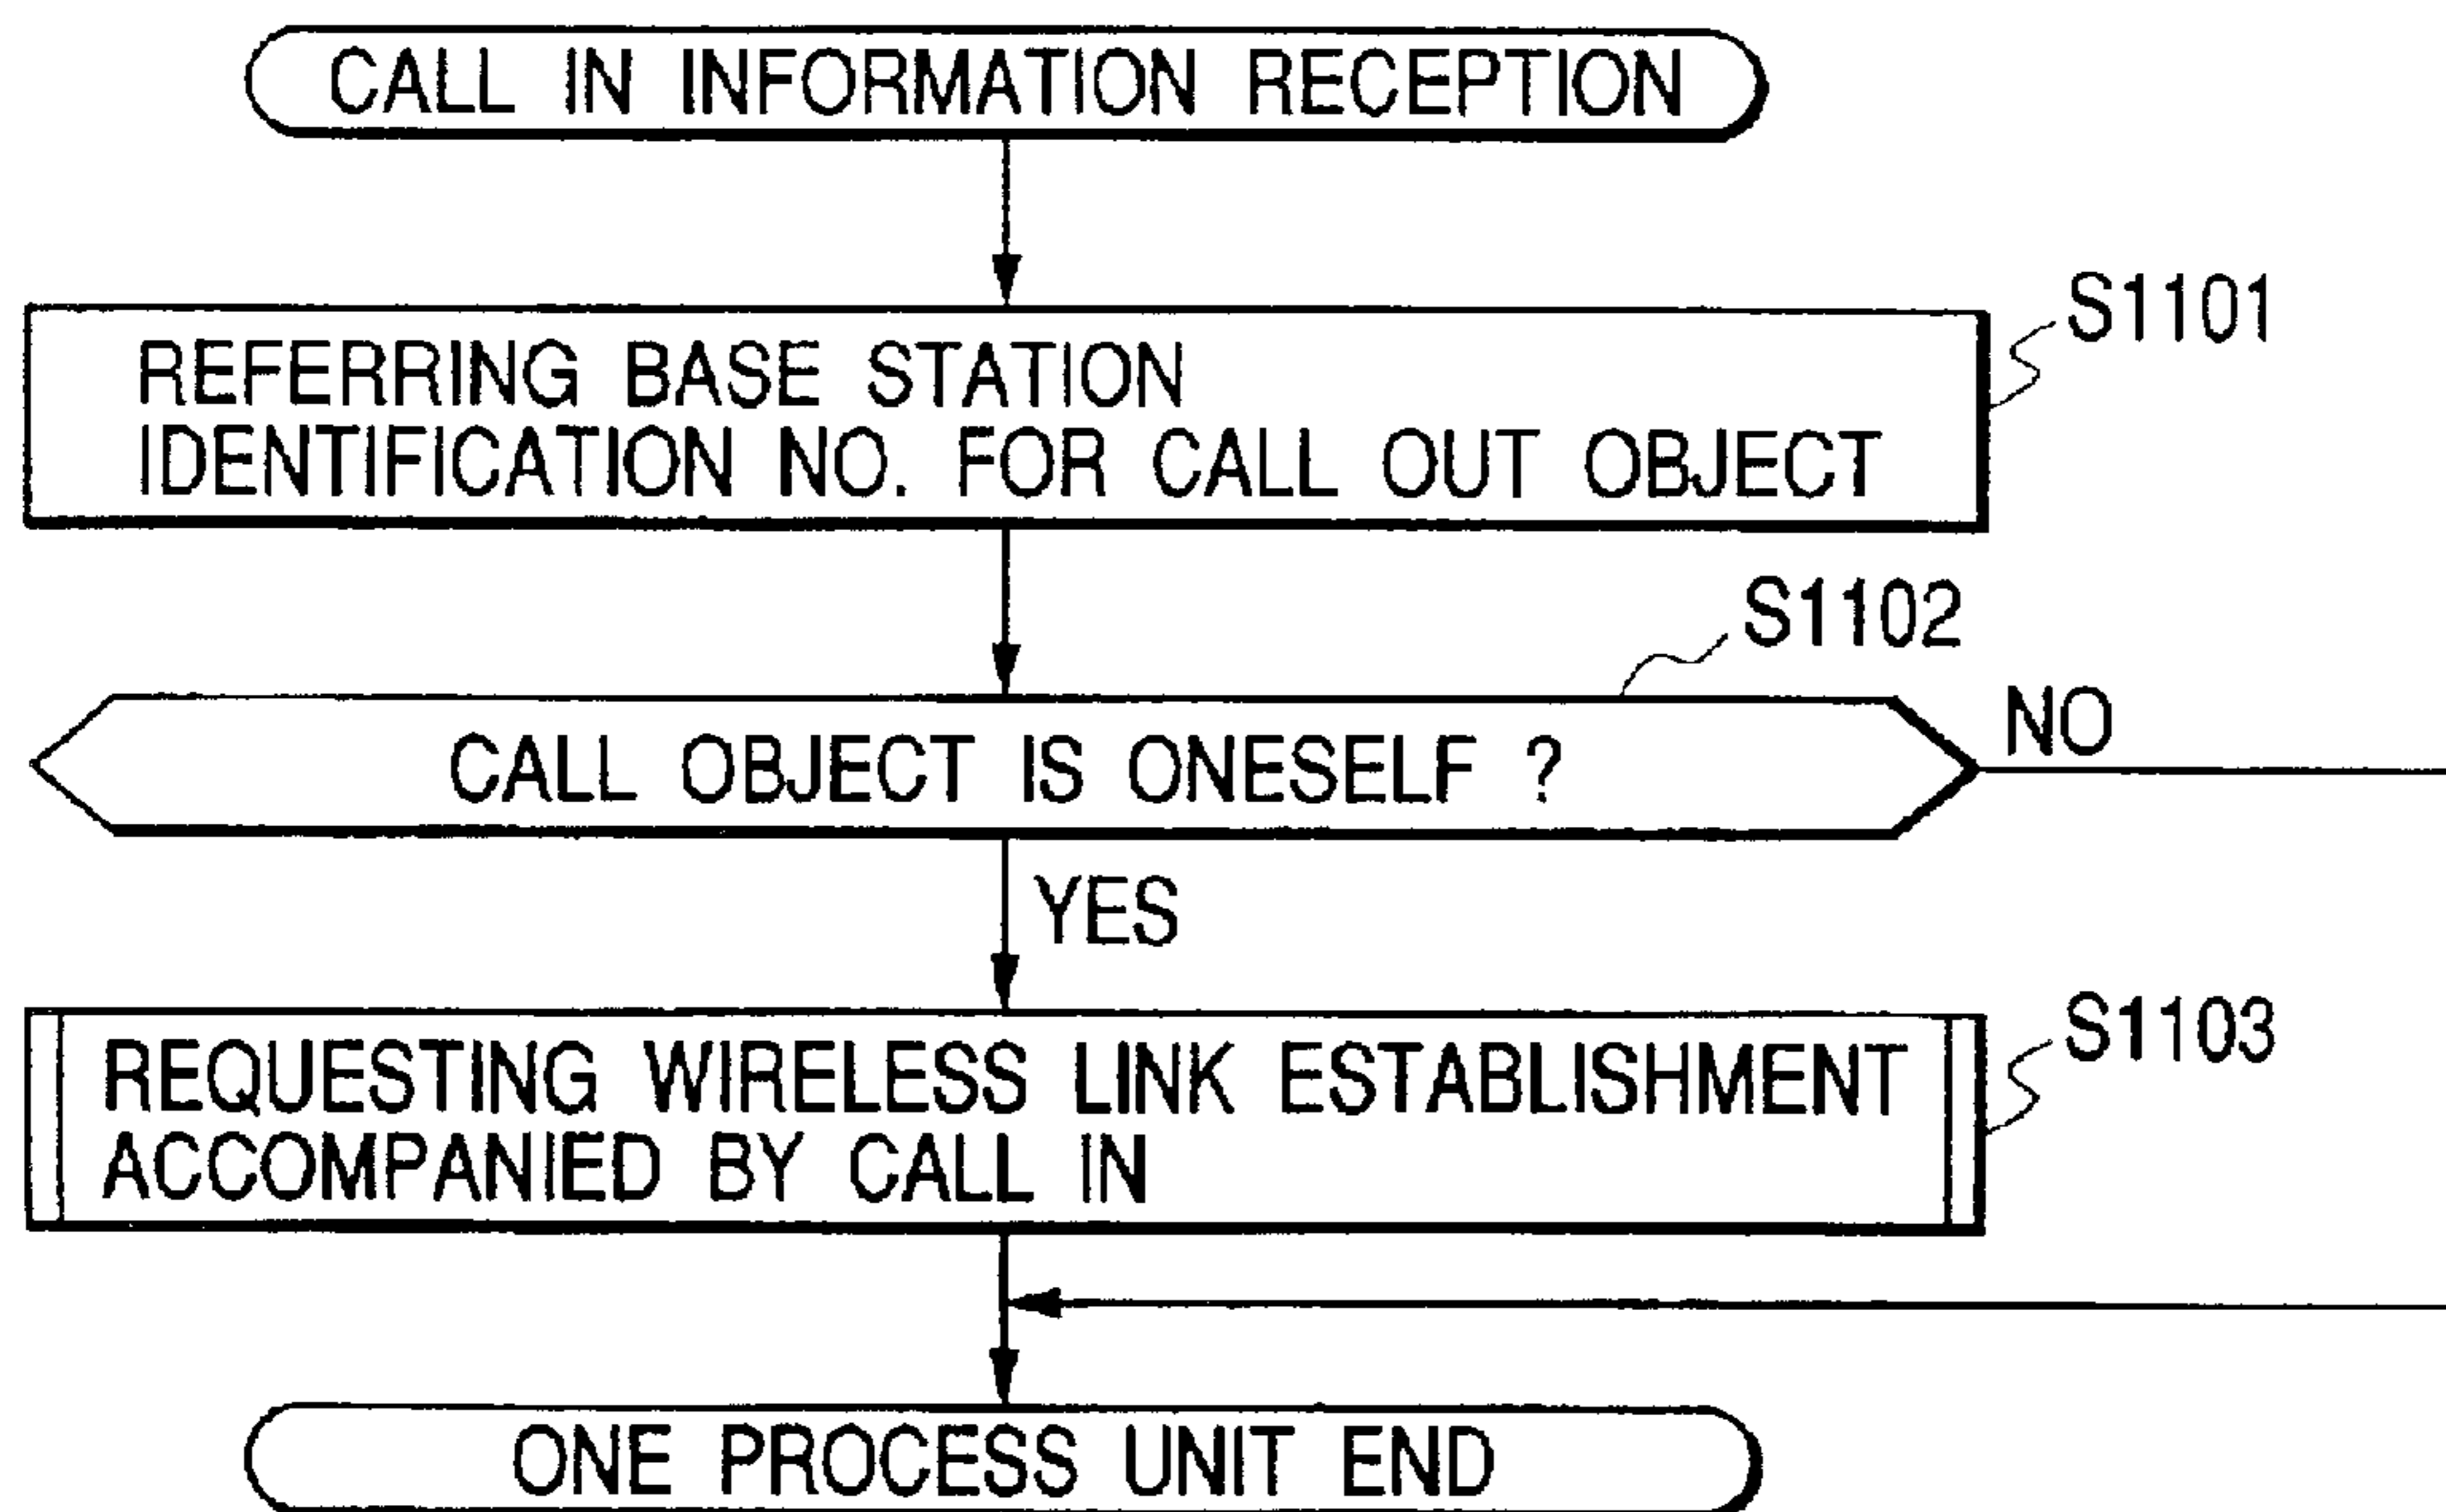 CALL IN INFORMATION RECEPTION
S1101
REFERRING BASE STATION
IDENTIFICATION NO. FOR CALL OUT OBJECT
S1102
CALL OBJECT IS ONESELF ?
NO
YES
S1103
REQUESTING WIRELESS LINK ESTABLISHMENT
ACCOMPANIED BY CALL IN
ONE PROCESS UNIT END